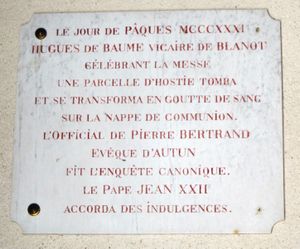 LE JOUR DE PÂQUES MCCCXXXI
HUGUES DE BAUME VICAIRE DE BLANOT
CÉLÉBRANT LA MESSE
UNE PARCELLE D'HOSTIE TOMBA
ET SE TRANSFORMA EN GOUTTE DE SANG
SUR LA NAPPE DE COMMUNION.
L'OFFICIAL DE PIERRE BERTRAND
EVÊQUE D'AUTUN
FIT L'ENQUÊTE CANONIQUE.
LE PAPE JEAN XXII
ACCORDA DES INDULGENCES.